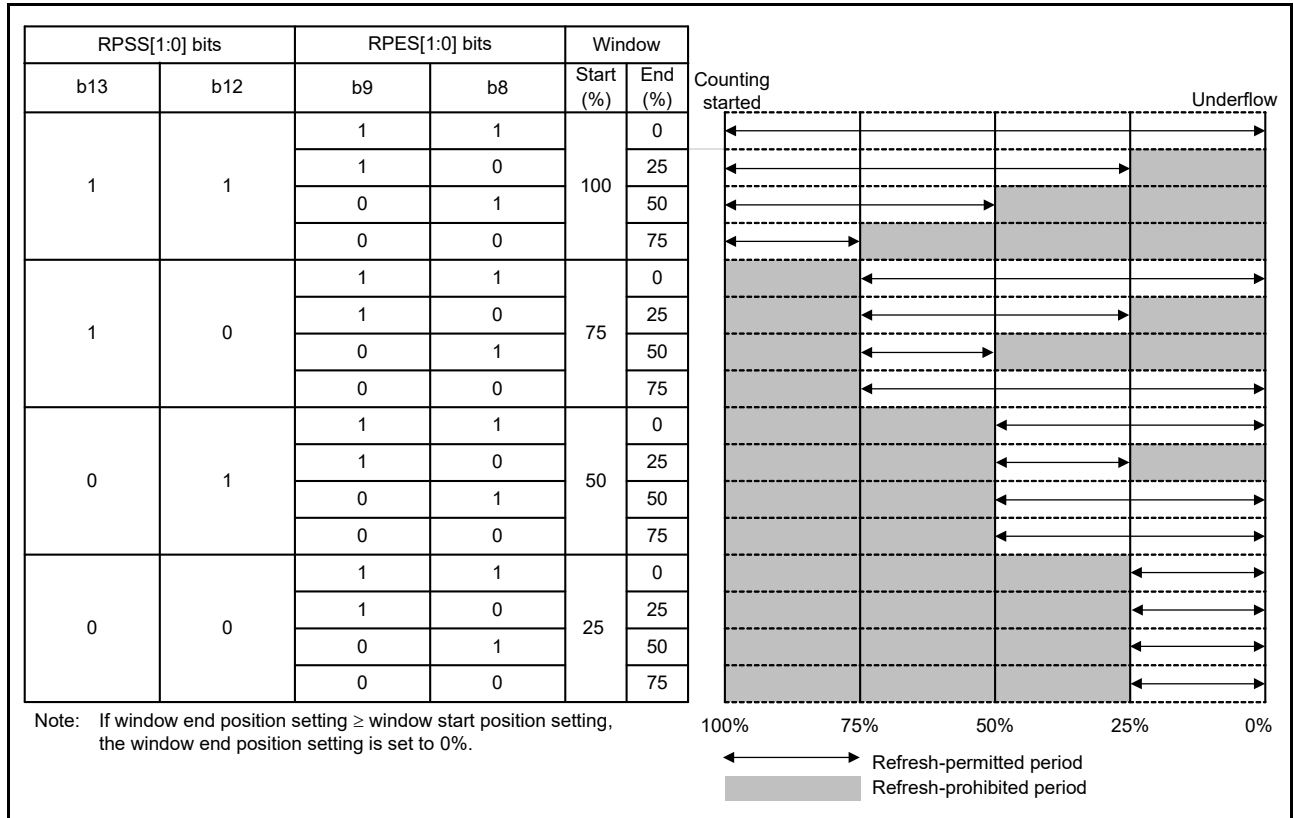 RPSS[1:0] bits RPES[1:0] bits Window
b13 b12 b9 b8 Start (%) End (%)
Counting started Underflow
1 1 0
1 0 25
1 1 100
0 1 50
0 0 75
1 1 0
1 0 25
1 0 75
0 1 50
0 0 75
1 1 0
1 0 25
0 1 50
0 1 50
0 0 75
1 1 0
1 0 25
0 0 25
0 1 50
0 0 75
Note: If window end position setting ≥ window start position setting,
the window end position setting is set to 0%.
100% 75% 50% 25% 0%
Refresh-permitted period
Refresh-prohibited period